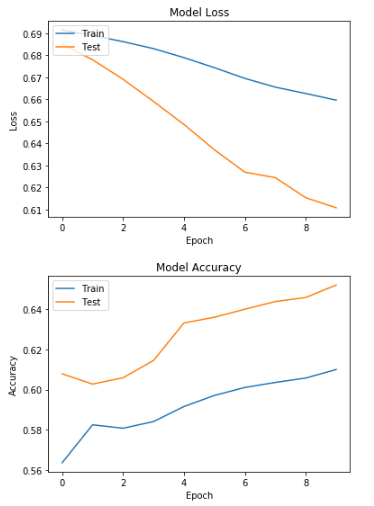 Model Loss
0.69
0.68
0.67
0.66
0.65
0.64
0.63
0.62
0.61
Loss
Train
Test
0 2 4 6 8
Epoch
Model Accuracy
0.64
0.62
0.60
0.58
0.56
Accuracy
Train
Test
0 2 4 6 8
Epoch